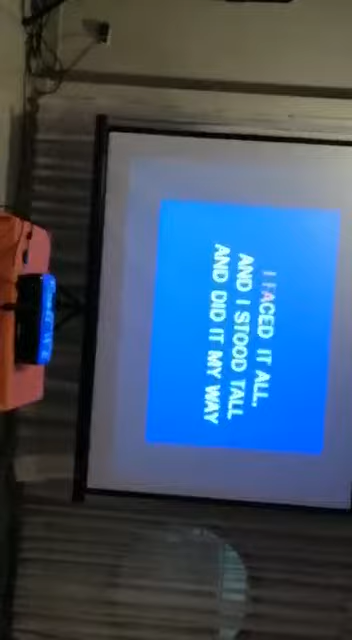 I FACED IT ALL,
AND I STOOD TALL
AND DID IT MY WAY